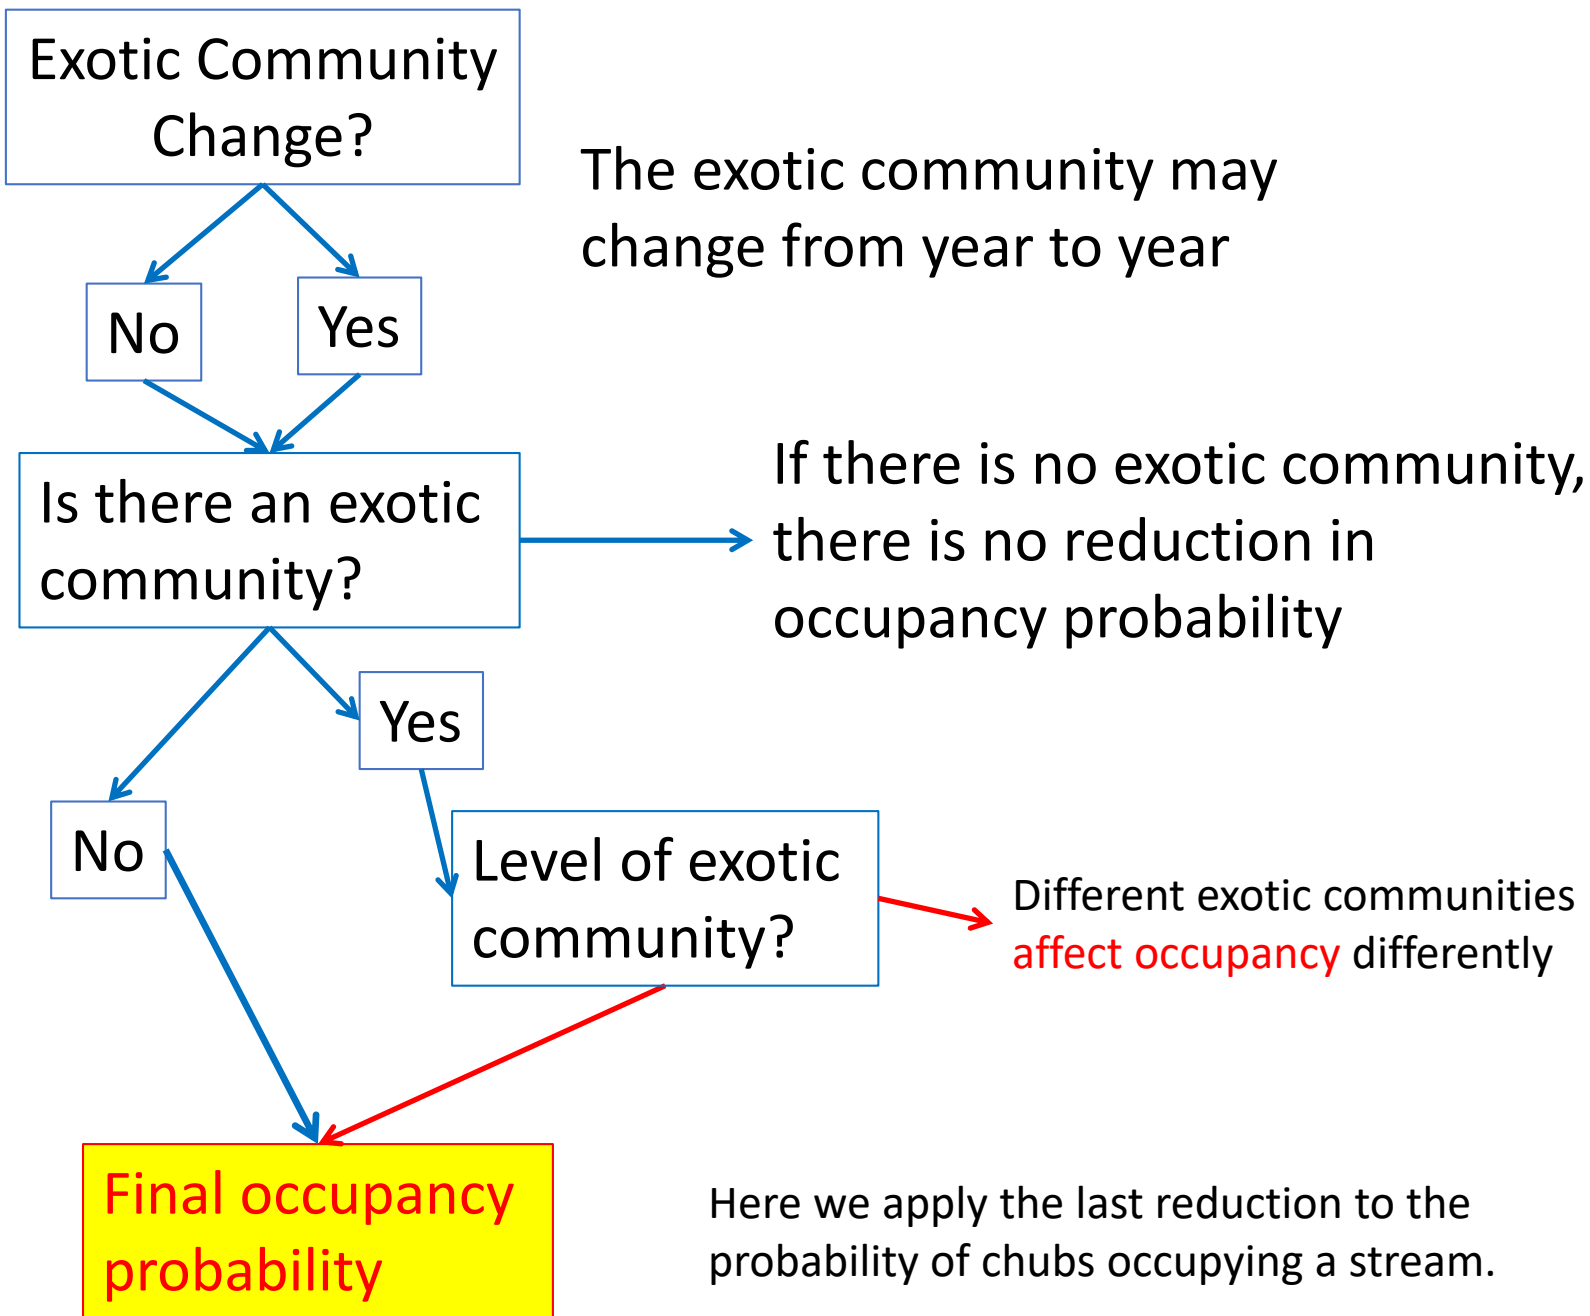 Exotic Community
Change?
The exotic community may
change from year to year
No
Yes
Is there an exotic
community?
If there is no exotic community,
there is no reduction in
occupancy probability
Yes
No
Level of exotic
community?
Different exotic communities
affect occupancy differently
Final occupancy
probability
Here we apply the last reduction to the
probability of chubs occupying a stream.